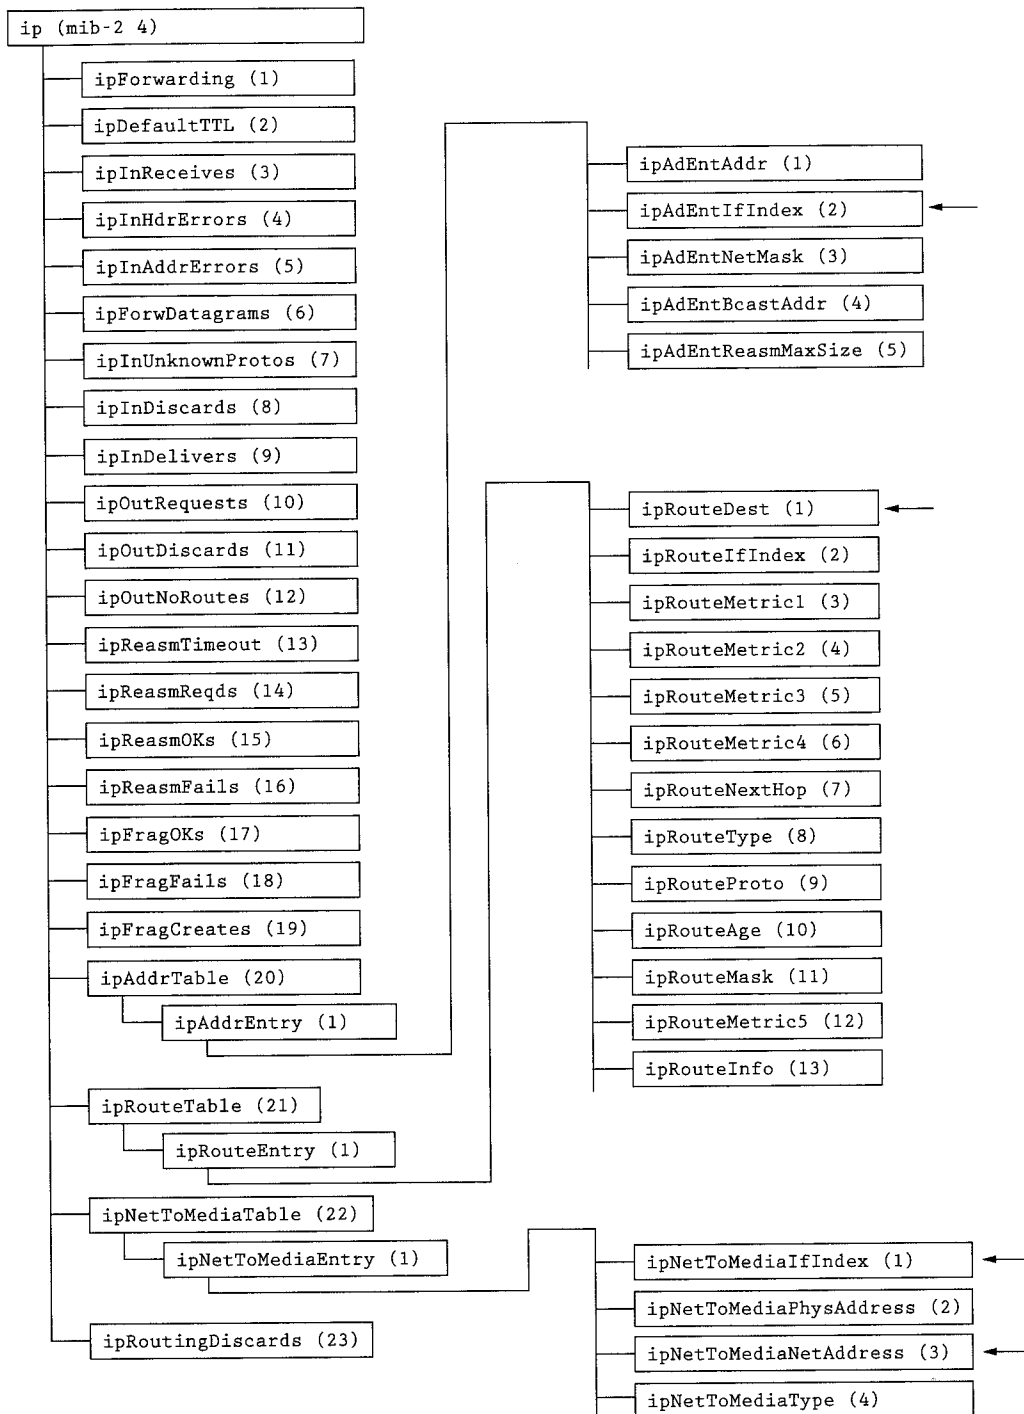 ip (mib-2 4)
ipForwarding (1)
ipDefaultTTL (2)
ipInReceives (3)
ipInHdrErrors (4)
ipInAddrErrors (5)
ipForwDatagrams (6)
ipInUnknownProtos (7)
ipInDiscards (8)
ipInDelivers (9)
ipOutRequests (10)
ipOutDiscards (11)
ipOutNoRoutes (12)
ipReasmTimeout (13)
ipReasmReqds (14)
ipReasmOKs (15)
ipReasmFails (16)
ipFragOKs (17)
ipFragFails (18)
ipFragCreates (19)
ipAddrTable (20)
ipAddrEntry (1)
ipAdEntAddr (1)
ipAdEntIfIndex (2)
ipAdEntNetMask (3)
ipAdEntBcastAddr (4)
ipAdEntReasmMaxSize (5)
ipRouteTable (21)
ipRouteEntry (1)
ipRouteDest (1)
ipRouteIfIndex (2)
ipRouteMetric1 (3)
ipRouteMetric2 (4)
ipRouteMetric3 (5)
ipRouteMetric4 (6)
ipRouteNextHop (7)
ipRouteType (8)
ipRouteProto (9)
ipRouteAge (10)
ipRouteMask (11)
ipRouteMetric5 (12)
ipRouteInfo (13)
ipNetToMediaTable (22)
ipNetToMediaEntry (1)
ipNetToMediaIfIndex (1)
ipNetToMediaPhysAddress (2)
ipNetToMediaNetAddress (3)
ipNetToMediaType (4)
ipRoutingDiscards (23)